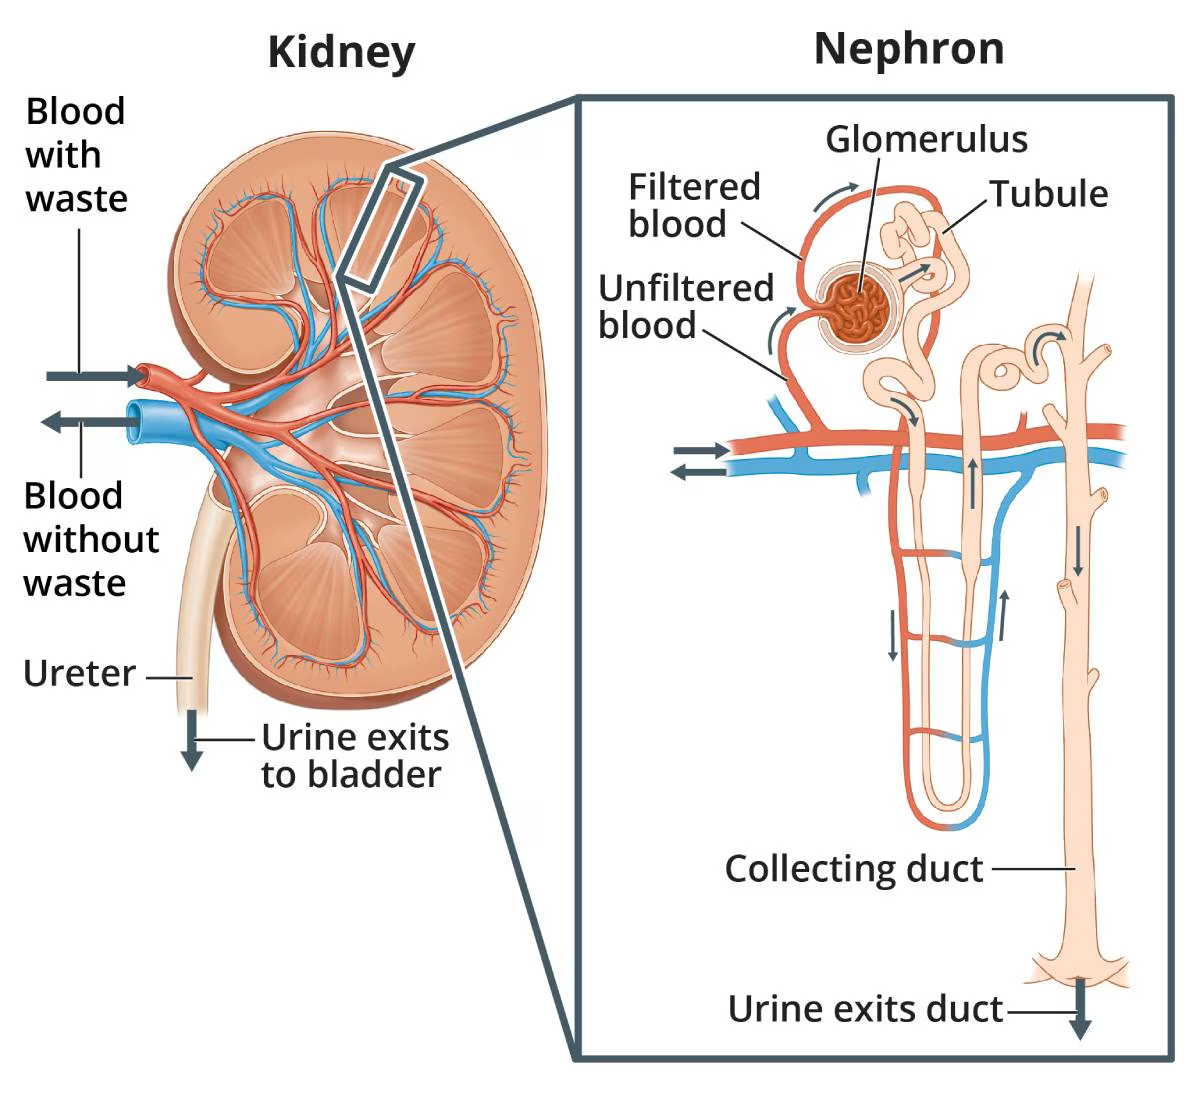 Kidney
Blood
with
waste
Blood
without
waste
Ureter
Urine exits
to bladder
Nephron
Glomerulus
Filtered
blood
Tubule
Unfiltered
blood
Collecting duct
Urine exits duct